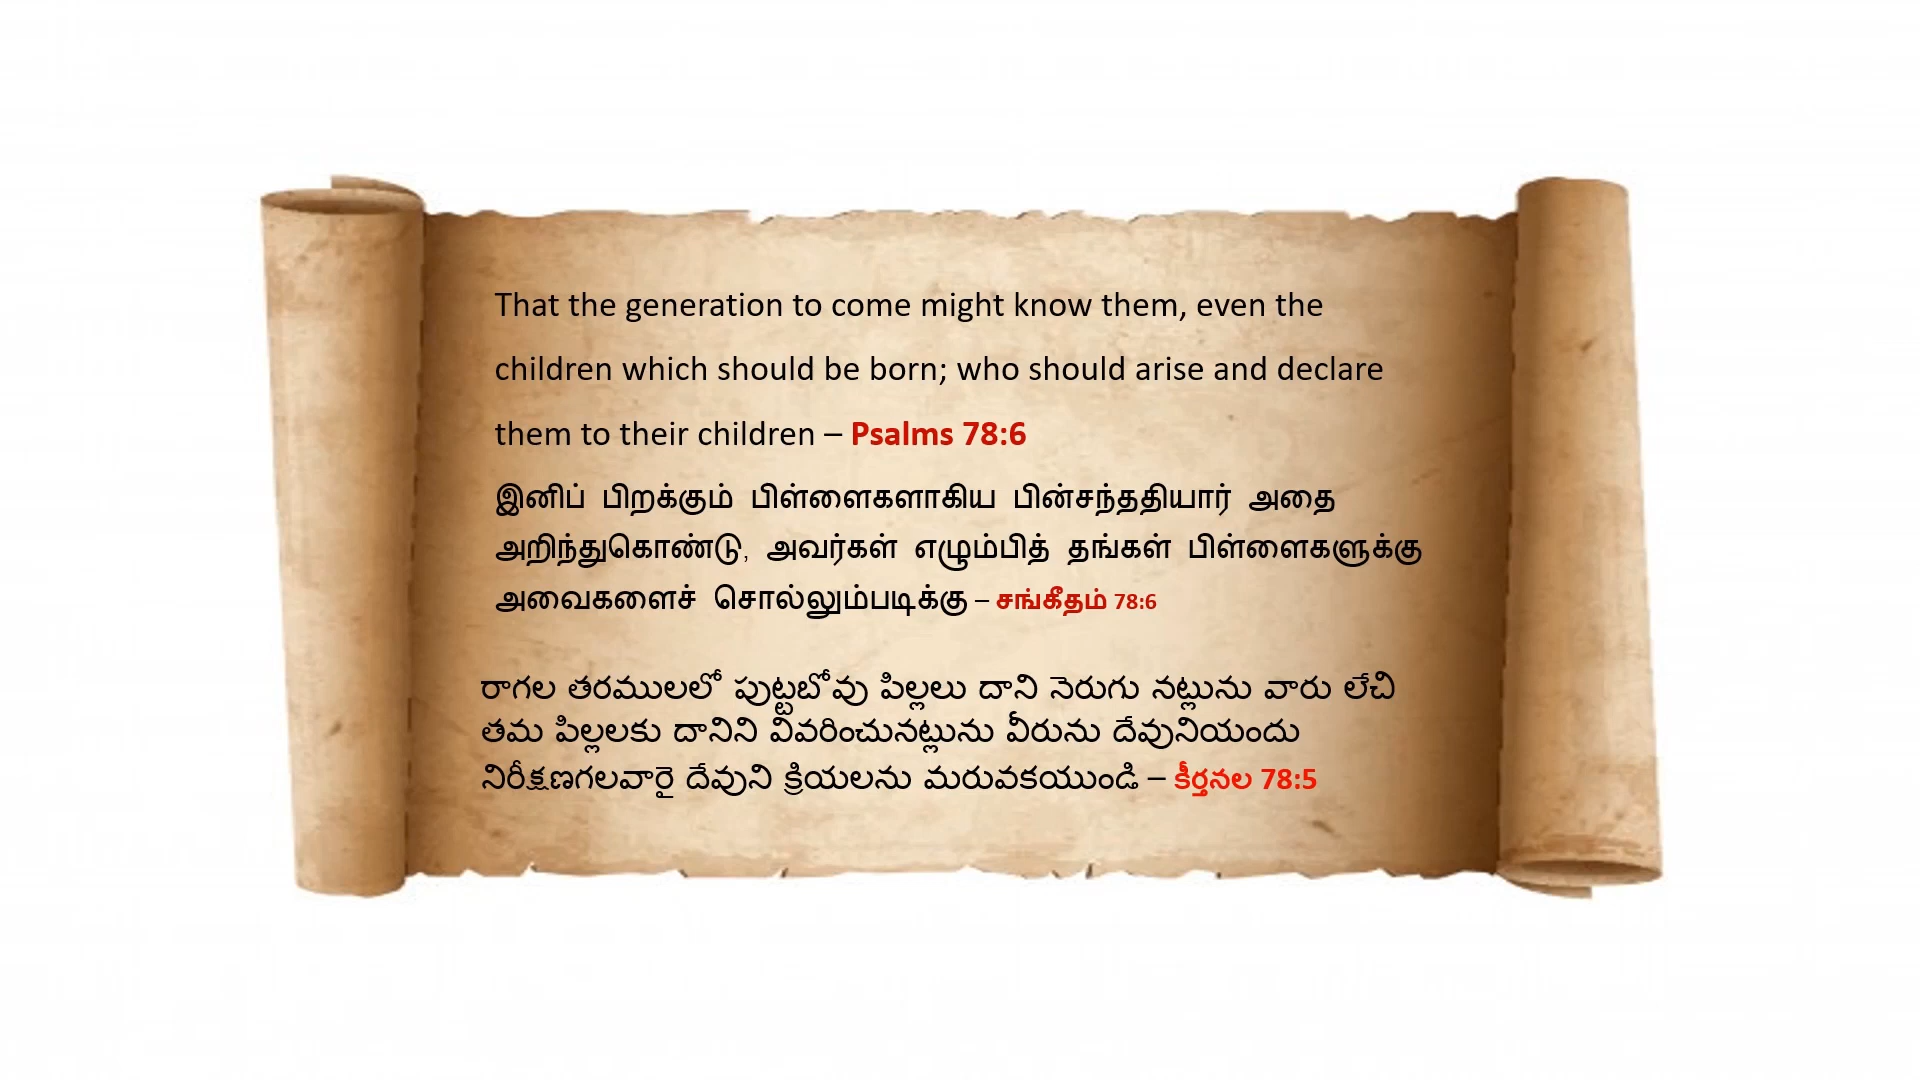 That the generation to come might know them, even the
children which should be born; who should arise and declare
them to their children – Psalms 78:6
இனிப் பிறக்கும் பிள்ளைகளாகிய பின்சந்ததியார் அதை
அறிந்துகொண்டு, அவர்கள் எழும்பித் தங்கள் பிள்ளைகளுக்கு
அவைகளைச் சொல்லும்படிக்கு – சங்கீதம் 78:6
రాగల తరములలో పుట్టబోవు పిల్లలు దాని నెరుగు నట్లును వారు లేచి
తమ పిల్లలకు దానిని వివరించునట్లును వీరును దేవునియందు
నిరీక్షణగలవారై దేవుని క్రియలను మరువకయుండి – కీర్తనల 78:5